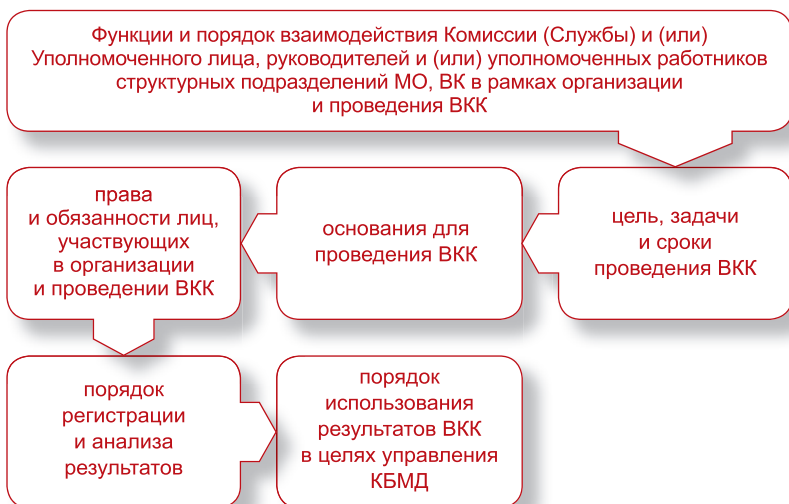 Функции и порядок взаимодействия Комиссии (Службы) и (или)
Уполномоченного лица, руководителей и (или) уполномоченных работников
структурных подразделений МО, ВК в рамках организации
и проведения ВКК
цель, задачи
и сроки
проведения ВКК
основания для
проведения ВКК
права
и обязанности лиц,
участвующих
в организации
и проведении ВКК
порядок
регистрации
и анализа
результатов
порядок
использования
результатов ВКК
в целях управления
КБМД